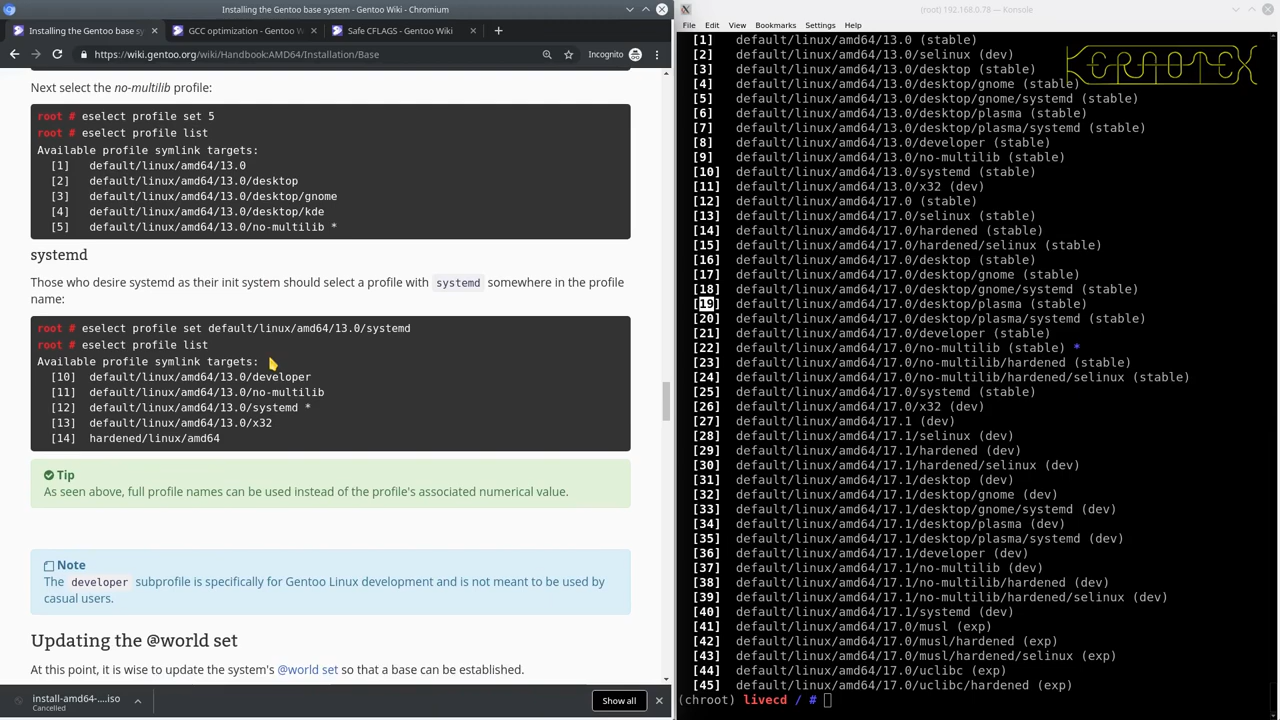 Installing the Gentoo base system - Gentoo Wiki - Chromium
Installing the Gentoo base sy
GCC optimization - Gentoo W
Safe CFLAGS - Gentoo Wiki
https://wiki.gentoo.org/wiki/Handbook:AMD64/Installation/Base
Incognito
Next select the no-multilib profile:
root # eselect profile set 5
root # eselect profile list
Available profile symlink targets:
[1] default/linux/amd64/13.0
[2] default/linux/amd64/13.0/desktop
[3] default/linux/amd64/13.0/desktop/gnome
[4] default/linux/amd64/13.0/desktop/kde
[5] default/linux/amd64/13.0/no-multilib *
systemd
Those who desire systemd as their init system should select a profile with systemd somewhere in the profile
name:
root # eselect profile set default/linux/amd64/13.0/systemd
root # eselect profile list
Available profile symlink targets:
[10] default/linux/amd64/13.0/developer
[11] default/linux/amd64/13.0/no-multilib
[12] default/linux/amd64/13.0/systemd *
[13] default/linux/amd64/13.0/x32
[14] hardened/linux/amd64
Tip
As seen above, full profile names can be used instead of the profile's associated numerical value.
Note
The developer subprofile is specifically for Gentoo Linux development and is not meant to be used by
casual users.
Updating the @world set
At this point, it is wise to update the system's @world set so that a base can be established.
install-amd64-....iso
Cancelled
Show all
(root) 192.168.0.78 — Konsole
File Edit View Bookmarks Settings Help
KERAOTEX
[1] default/linux/amd64/13.0 (stable)
[2] default/linux/amd64/13.0/selinux (dev)
[3] default/linux/amd64/13.0/desktop (stable)
[4] default/linux/amd64/13.0/desktop/gnome (stable)
[5] default/linux/amd64/13.0/desktop/gnome/systemd (stable)
[6] default/linux/amd64/13.0/desktop/plasma (stable)
[7] default/linux/amd64/13.0/desktop/plasma/systemd (stable)
[8] default/linux/amd64/13.0/developer (stable)
[9] default/linux/amd64/13.0/no-multilib (stable)
[10] default/linux/amd64/13.0/systemd (stable)
[11] default/linux/amd64/13.0/x32 (dev)
[12] default/linux/amd64/17.0 (stable)
[13] default/linux/amd64/17.0/selinux (stable)
[14] default/linux/amd64/17.0/hardened (stable)
[15] default/linux/amd64/17.0/hardened/selinux (stable)
[16] default/linux/amd64/17.0/desktop (stable)
[17] default/linux/amd64/17.0/desktop/gnome (stable)
[18] default/linux/amd64/17.0/desktop/gnome/systemd (stable)
[19] default/linux/amd64/17.0/desktop/plasma (stable)
[20] default/linux/amd64/17.0/desktop/plasma/systemd (stable)
[21] default/linux/amd64/17.0/developer (stable)
[22] default/linux/amd64/17.0/no-multilib (stable) *
[23] default/linux/amd64/17.0/no-multilib/hardened (stable)
[24] default/linux/amd64/17.0/no-multilib/hardened/selinux (stable)
[25] default/linux/amd64/17.0/systemd (stable)
[26] default/linux/amd64/17.0/x32 (dev)
[27] default/linux/amd64/17.1 (dev)
[28] default/linux/amd64/17.1/selinux (dev)
[29] default/linux/amd64/17.1/hardened (dev)
[30] default/linux/amd64/17.1/hardened/selinux (dev)
[31] default/linux/amd64/17.1/desktop (dev)
[32] default/linux/amd64/17.1/desktop/gnome (dev)
[33] default/linux/amd64/17.1/desktop/gnome/systemd (dev)
[34] default/linux/amd64/17.1/desktop/plasma (dev)
[35] default/linux/amd64/17.1/desktop/plasma/systemd (dev)
[36] default/linux/amd64/17.1/developer (dev)
[37] default/linux/amd64/17.1/no-multilib (dev)
[38] default/linux/amd64/17.1/no-multilib/hardened (dev)
[39] default/linux/amd64/17.1/no-multilib/hardened/selinux (dev)
[40] default/linux/amd64/17.1/systemd (dev)
[41] default/linux/amd64/17.0/musl (exp)
[42] default/linux/amd64/17.0/musl/hardened (exp)
[43] default/linux/amd64/17.0/musl/hardened/selinux (exp)
[44] default/linux/amd64/17.0/uclibc (exp)
[45] default/linux/amd64/17.0/uclibc/hardened (exp)
(chroot) livecd / #